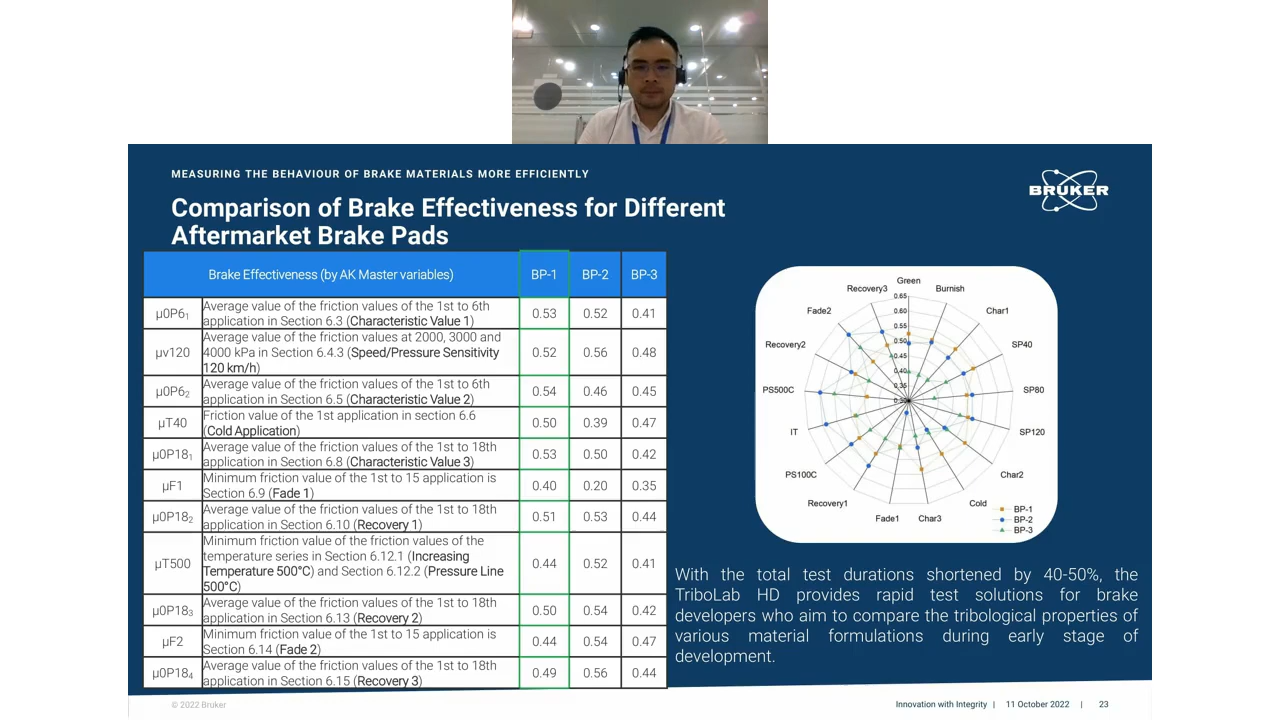 MEASURING THE BEHAVIOUR OF BRAKE MATERIALS MORE EFFICIENTLY
BRUKER
Comparison of Brake Effectiveness for Different
Aftermarket Brake Pads
Brake Effectiveness (by AK Master variables) BP-1 BP-2 BP-3
µ0P6₁ Average value of the friction values of the 1st to 6th
application in Section 6.3 (Characteristic Value 1) 0.53 0.52 0.41
µv120 Average value of the friction values at 2000, 3000 and
4000 kPa in Section 6.4.3 (Speed/Pressure Sensitivity
120 km/h) 0.52 0.56 0.48
µ0P6₂ Average value of the friction values of the 1st to 6th
application in Section 6.5 (Characteristic Value 2) 0.54 0.46 0.45
µT40 Friction value of the 1st application in section 6.6
(Cold Application) 0.50 0.39 0.47
µ0P18₁ Average value of the friction values of the 1st to 18th
application in Section 6.8 (Characteristic Value 3) 0.53 0.50 0.42
µF1 Minimum friction value of the 1st to 15 application is
Section 6.9 (Fade 1) 0.40 0.20 0.35
µ0P18₂ Average value of the friction values of the 1st to 18th
application in Section 6.10 (Recovery 1) 0.51 0.53 0.44
µT500 Minimum friction value of the friction values of the
temperature series in Section 6.12.1 (Increasing
Temperature 500°C) and Section 6.12.2 (Pressure Line
500°C) 0.44 0.52 0.41
µ0P18₃ Average value of the friction values of the 1st to 18th
application in Section 6.13 (Recovery 2) 0.50 0.54 0.42
µF2 Minimum friction value of the 1st to 15 application is
Section 6.14 (Fade 2) 0.44 0.54 0.47
µ0P18₄ Average value of the friction values of the 1st to 18th
application in Section 6.15 (Recovery 3) 0.49 0.56 0.44
Green
Burnish
Char1
SP40
SP80
SP120
Char2
Cold
Char3
Fade1
Recovery1
PS100C
IT
PS500C
Recovery2
Fade2
Recovery3
0.65
0.60
0.55
0.50
0.45
0.40
0.35
0.30
BP-1
BP-2
BP-3
With the total test durations shortened by 40-50%, the
TriboLab HD provides rapid test solutions for brake
developers who aim to compare the tribological properties of
various material formulations during early stage of
development.
© 2022 Bruker
Innovation with Integrity | 11 October 2022 | 23